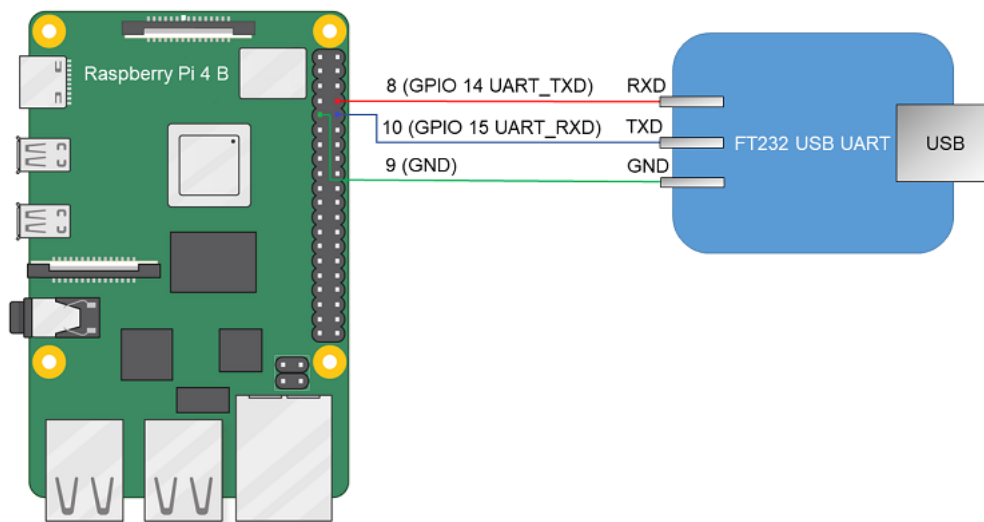 Raspberry Pi 4 B
8 (GPIO 14 UART_TXD)
RXD
10 (GPIO 15 UART_RXD)
TXD
9 (GND)
GND
FT232 USB UART
USB